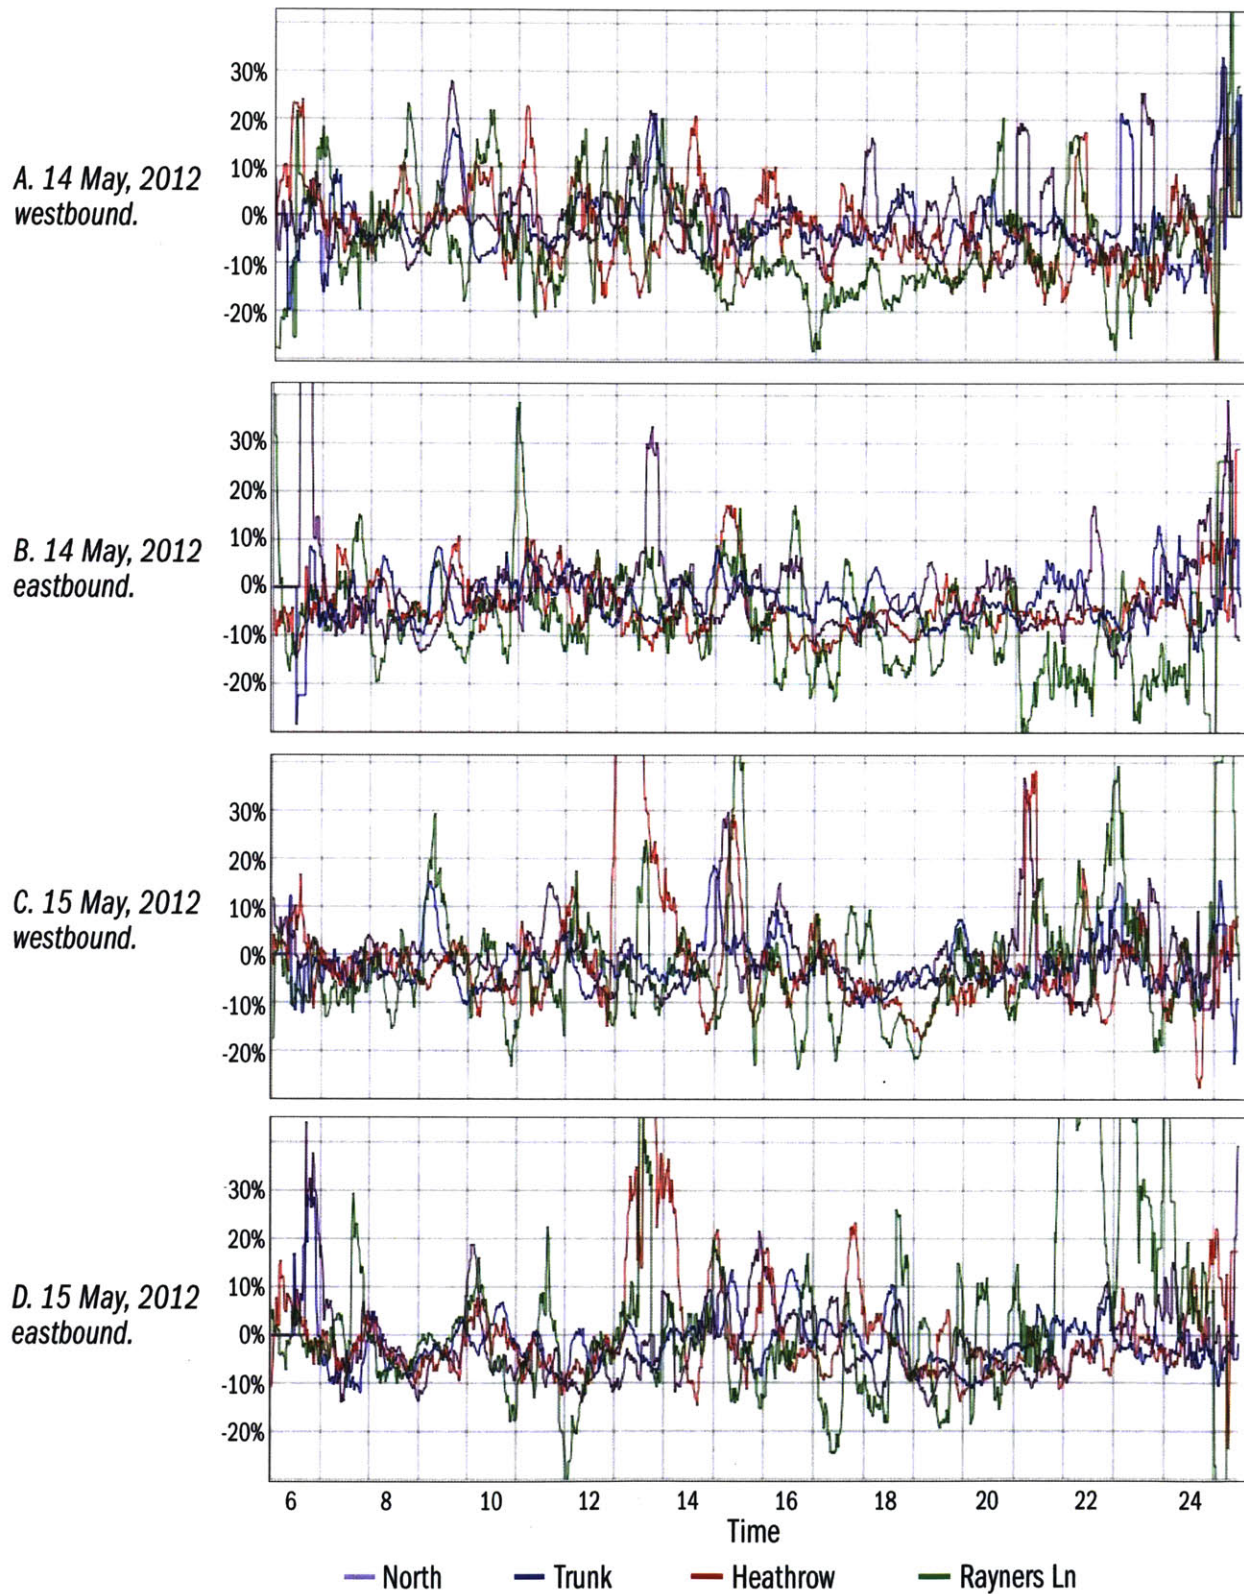 30%
20%
10%
0%
-10%
-20%
A. 14 May, 2012
westbound.
30%
20%
10%
0%
-10%
-20%
B. 14 May, 2012
eastbound.
30%
20%
10%
0%
-10%
-20%
C. 15 May, 2012
westbound.
30%
20%
10%
0%
-10%
-20%
D. 15 May, 2012
eastbound.
6 8 10 12 14 16 18 20 22 24
Time
North Trunk Heathrow Rayners Ln